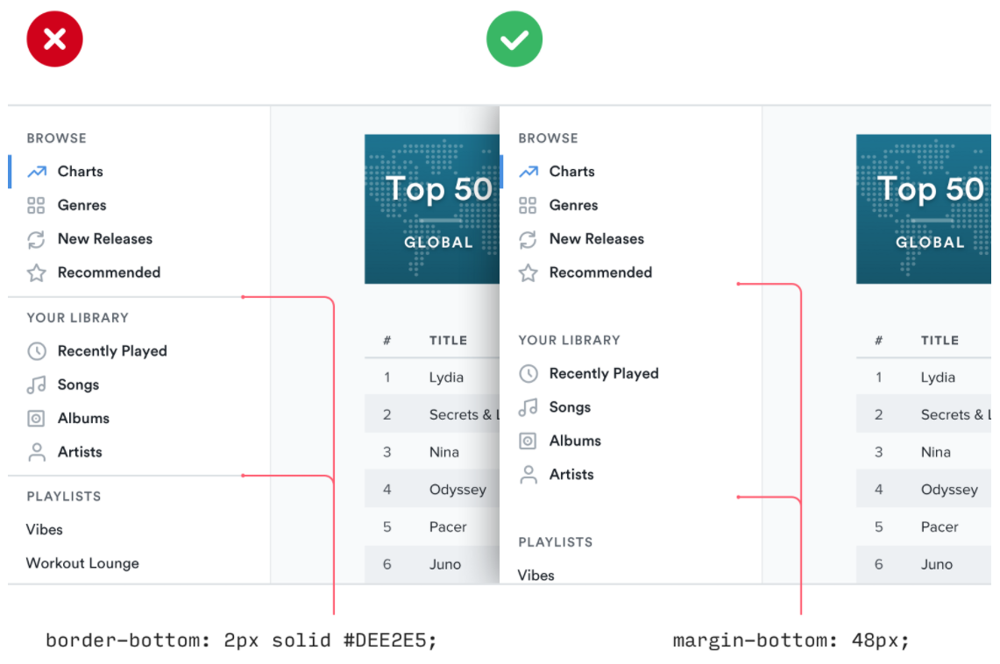 BROWSE
Charts
Genres
New Releases
Recommended
YOUR LIBRARY
Recently Played
Songs
Albums
Artists
PLAYLISTS
Vibes
Workout Lounge
Top 50
GLOBAL
# TITLE
1 Lydia
2 Secrets & L
3 Nina
4 Odyssey
5 Pacer
6 Juno
border-bottom: 2px solid #DEE2E5;
BROWSE
Charts
Genres
New Releases
Recommended
YOUR LIBRARY
Recently Played
Songs
Albums
Artists
PLAYLISTS
Vibes
Top 50
GLOBAL
# TITLE
1 Lydia
2 Secrets & L
3 Nina
4 Odyssey
5 Pacer
6 Juno
margin-bottom: 48px;